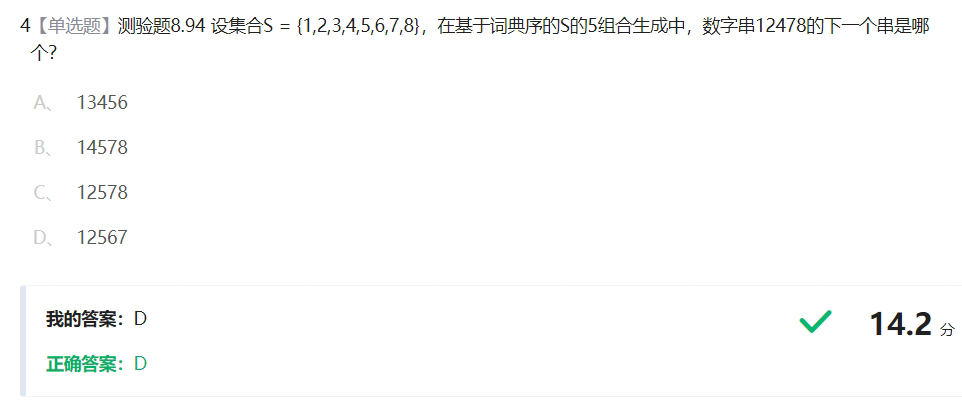 4【单选题】测验题8.94 设集合S = {1,2,3,4,5,6,7,8}，在基于词典序的S的5组合生成中，数字串12478的下一个串是哪
个?
A、 13456
B、 14578
C、 12578
D、 12567
我的答案：D
14.2 分
正确答案：D